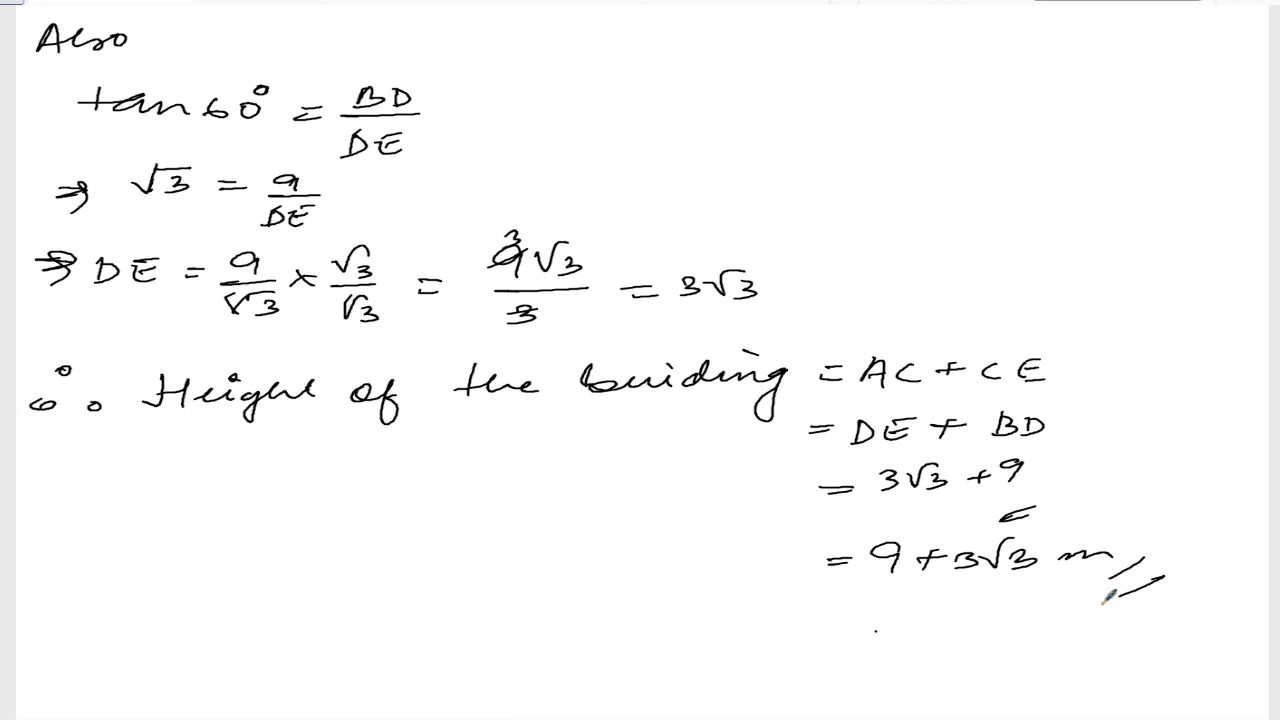 Also
tan 60° = BD/DE
⇒ √3 = 9/DE
⇒ DE = 9/√3 × √3/√3 = 9√3/3 3 = 3√3
∴ Height of the buiding = AC + CE
= DE + BD
= 3√3 + 9
= 9 + 3√3 m //